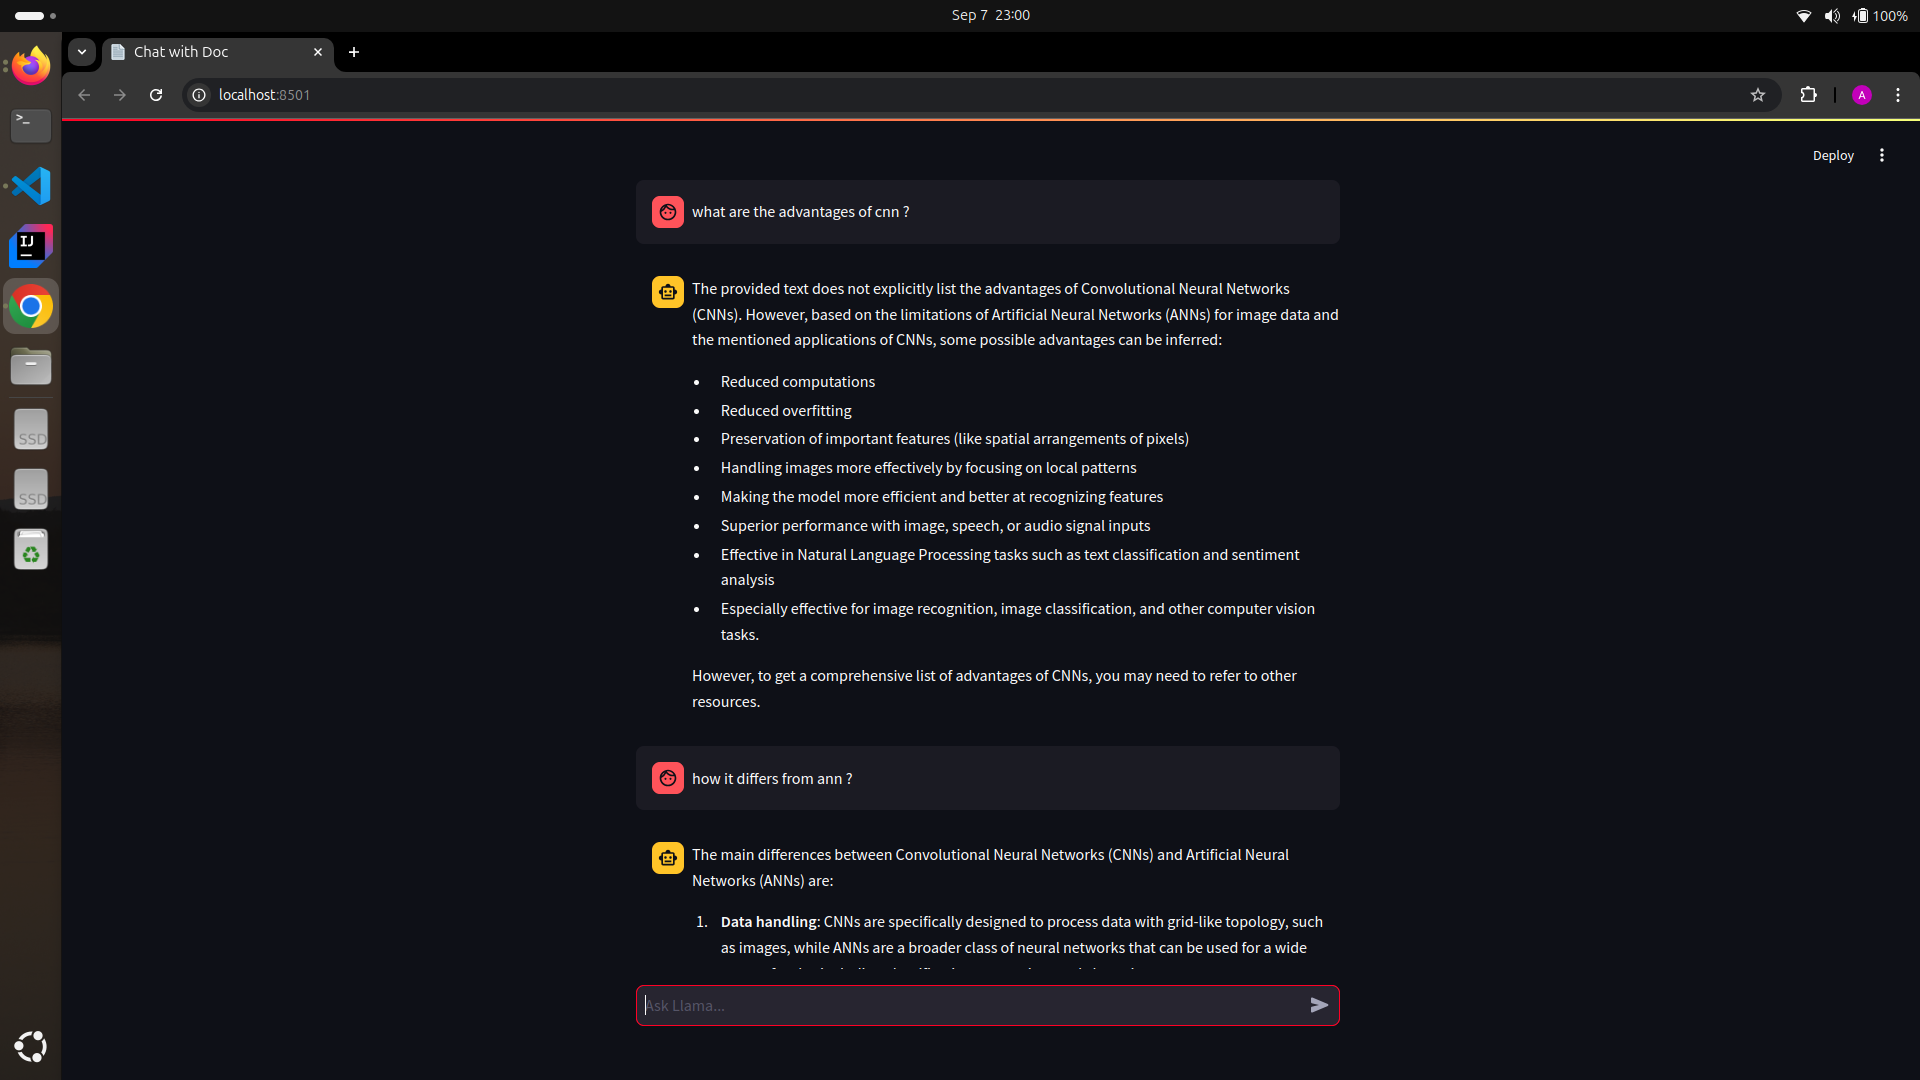 Sep 7 23:00
100%
Chat with Doc
localhost:8501
A
>_
IJ
SSD
SSD
Deploy
what are the advantages of cnn ?
The provided text does not explicitly list the advantages of Convolutional Neural Networks
(CNNs). However, based on the limitations of Artificial Neural Networks (ANNs) for image data and
the mentioned applications of CNNs, some possible advantages can be inferred:
• Reduced computations
• Reduced overfitting
• Preservation of important features (like spatial arrangements of pixels)
• Handling images more effectively by focusing on local patterns
• Making the model more efficient and better at recognizing features
• Superior performance with image, speech, or audio signal inputs
• Effective in Natural Language Processing tasks such as text classification and sentiment
analysis
• Especially effective for image recognition, image classification, and other computer vision
tasks.
However, to get a comprehensive list of advantages of CNNs, you may need to refer to other
resources.
how it differs from ann ?
The main differences between Convolutional Neural Networks (CNNs) and Artificial Neural
Networks (ANNs) are:
1. Data handling: CNNs are specifically designed to process data with grid-like topology, such
as images, while ANNs are a broader class of neural networks that can be used for a wide
Ask Llama...